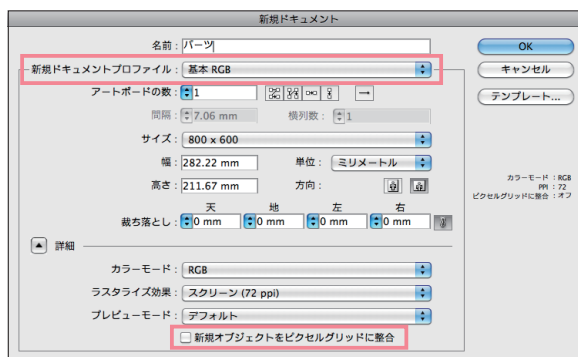 新規ドキュメント
名前：パーツ
OK
新規ドキュメントプロファイル：基本 RGB
キャンセル
アートボードの数：1
テンプレート...
間隔：7.06 mm 横列数：1
サイズ：800 x 600
幅：282.22 mm 単位：ミリメートル
高さ：211.67 mm 方向：
カラーモード：RGB
PPI：72
ピクセルグリッドに整合：オフ
天 地 左 右
裁ち落とし：0 mm 0 mm 0 mm 0 mm
詳細
カラーモード：RGB
ラスタライズ効果：スクリーン (72 ppi)
プレビューモード：デフォルト
新規オブジェクトをピクセルグリッドに整合